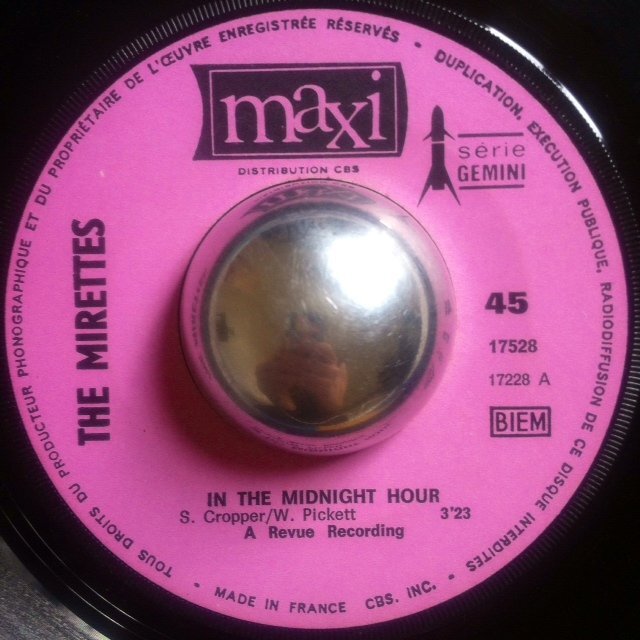 TOUS DROITS DU PRODUCTEUR PHONOGRAPHIQUE ET DU PROPRIÉTAIRE DE L'ŒUVRE ENREGISTRÉE RÉSERVÉS - DUPLICATION, EXECUTION PUBLIQUE, RADIODIFFUSION DE CE DISQUE INTERDITES -
maxi
DISTRIBUTION CBS
série
GEMINI
THE MIRETTES
45
17528
17228 A
BIEM
IN THE MIDNIGHT HOUR
S. Cropper/W. Pickett 3'23
A Revue Recording
- MADE IN FRANCE CBS. INC.